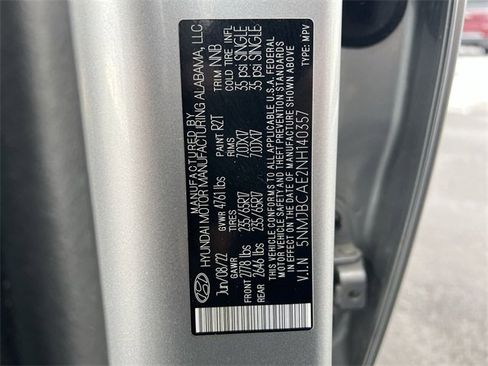 MANUFACTURED BY
HYUNDAI MOTOR MANUFACTURING ALABAMA, LLC
Jun/08/22 GVWR 4761 lbs PAINT R2T TRIM NNB
GAWR TIRES RIMS COLD TIRE INFL
FRONT 2778 lbs 235/65R17 7.0JX17 35 psi SINGLE
REAR 2646 lbs 235/65R17 7.0JX17 35 psi SINGLE
THIS VEHICLE CONFORMS TO ALL APPLICABLE U.S.A. FEDERAL
MOTOR VEHICLE SAFETY AND THEFT PREVENTION STANDARDS
IN EFFECT ON THE DATE OF MANUFACTURE SHOWN ABOVE.
V.I.N 5NMJBCAE2NH140357 TYPE: MPV